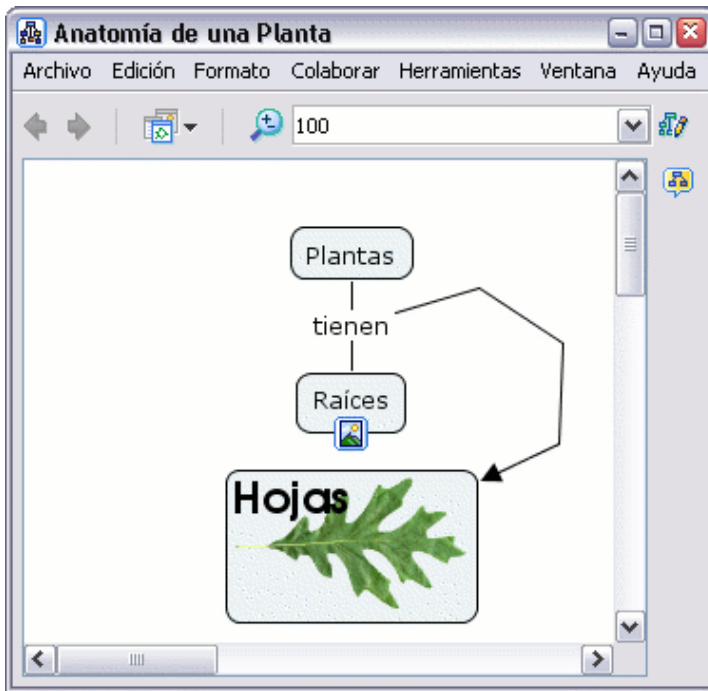 Anatomía de una Planta
Archivo Edición Formato Colaborar Herramientas Ventana Ayuda
100
Plantas
tienen
Raíces
Hojas